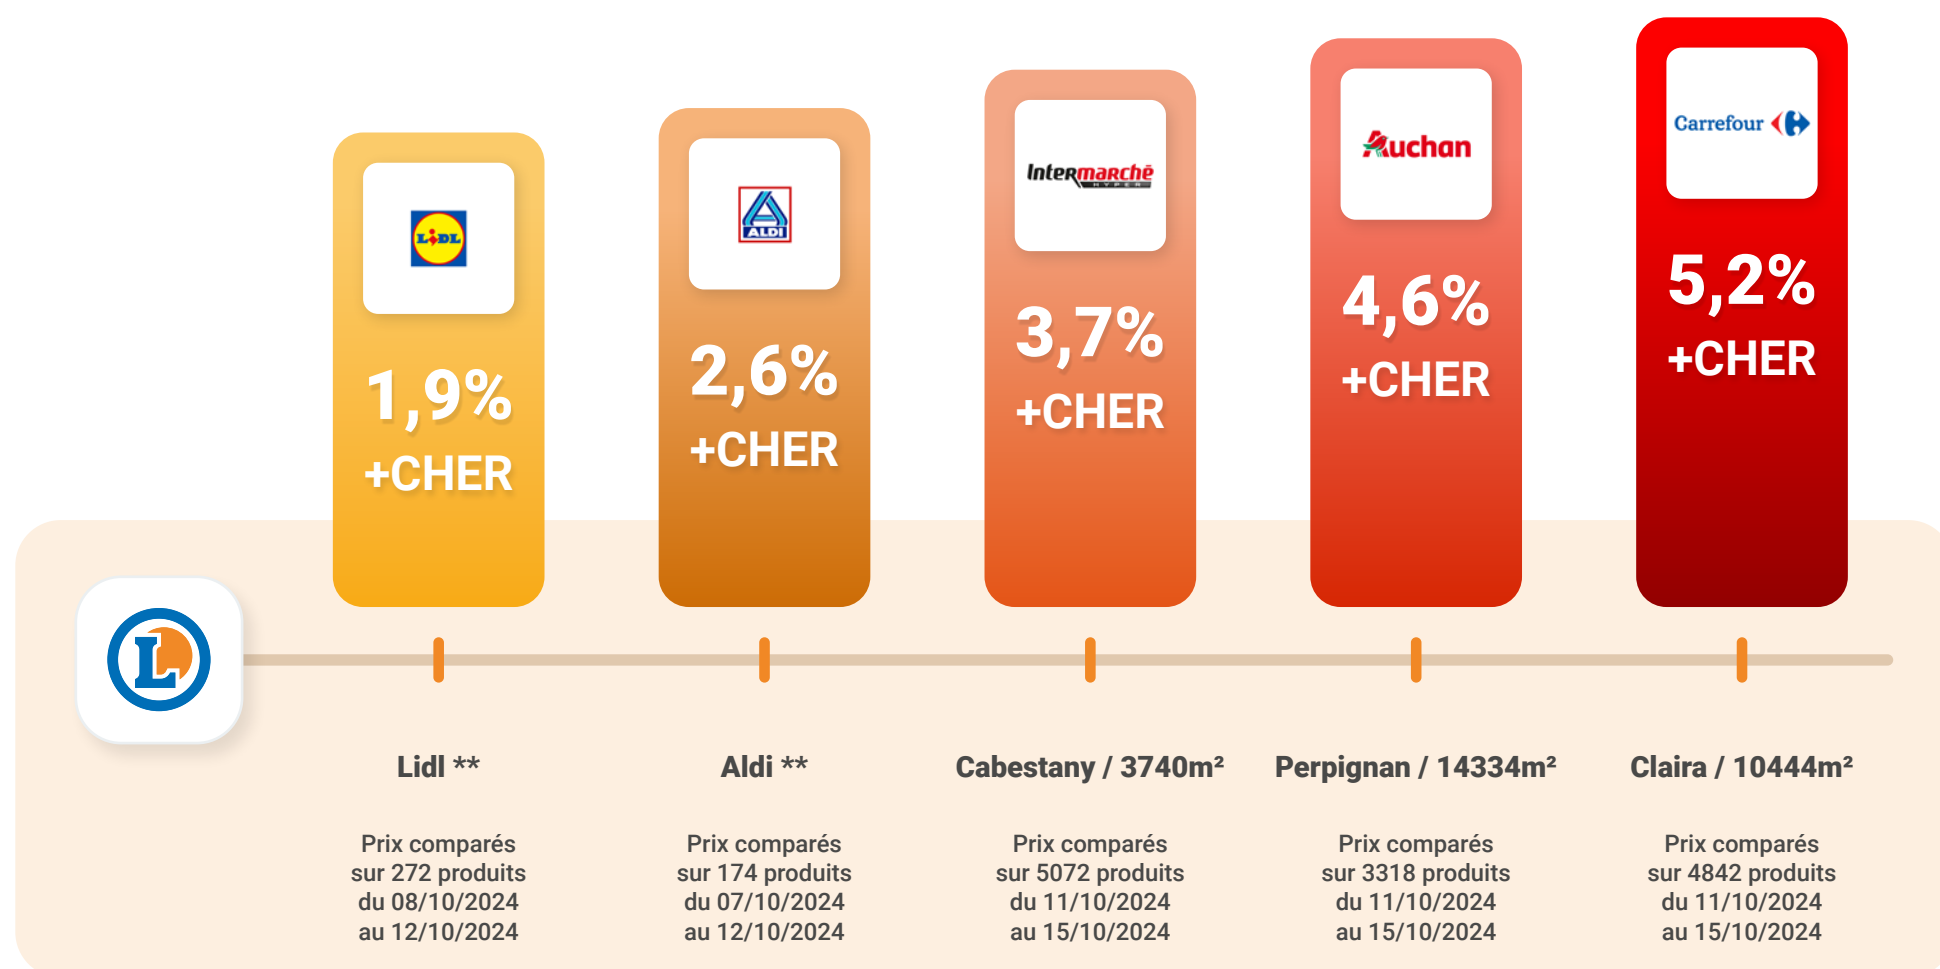 LIDL
1,9%
+CHER
ALDI
2,6%
+CHER
Intermarchē
HYPER
3,7%
+CHER
Auchan
4,6%
+CHER
Carrefour
5,2%
+CHER
L
Lidl **
Prix comparés
sur 272 produits
du 08/10/2024
au 12/10/2024
Aldi **
Prix comparés
sur 174 produits
du 07/10/2024
au 12/10/2024
Cabestany / 3740m²
Prix comparés
sur 5072 produits
du 11/10/2024
au 15/10/2024
Perpignan / 14334m²
Prix comparés
sur 3318 produits
du 11/10/2024
au 15/10/2024
Claira / 10444m²
Prix comparés
sur 4842 produits
du 11/10/2024
au 15/10/2024